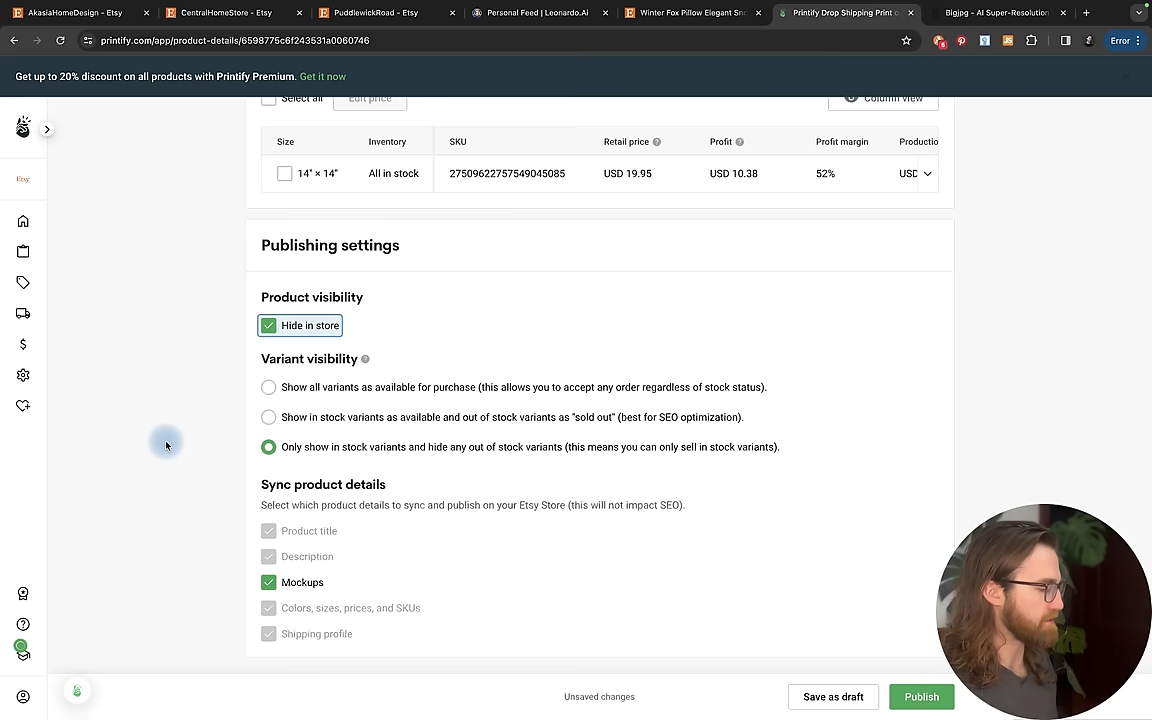 AkasiaHomeDesign - Etsy
CentralHomeStore - Etsy
PuddlewickRoad - Etsy
Personal Feed | Leonardo.Ai
Winter Fox Pillow Elegant Sno
Printify Drop Shipping Print o
Bigjpg - AI Super-Resolution
printify.com/app/product-details/6598775c6f243531a0060746
5
JS
Error
Get up to 20% discount on all products with Printify Premium. Get it now
Select all
Edit price
Column view
Size Inventory SKU Retail price ? Profit ? Profit margin Productio
14" × 14" All in stock 27509622757549045085 USD 19.95 USD 10.38 52% USD
Etsy
Publishing settings
Product visibility
Hide in store
Variant visibility ?
Show all variants as available for purchase (this allows you to accept any order regardless of stock status).
Show in stock variants as available and out of stock variants as "sold out" (best for SEO optimization).
Only show in stock variants and hide any out of stock variants (this means you can only sell in stock variants).
Sync product details
Select which product details to sync and publish on your Etsy Store (this will not impact SEO).
Product title
Description
Mockups
Colors, sizes, prices, and SKUs
Shipping profile
Unsaved changes
Save as draft
Publish